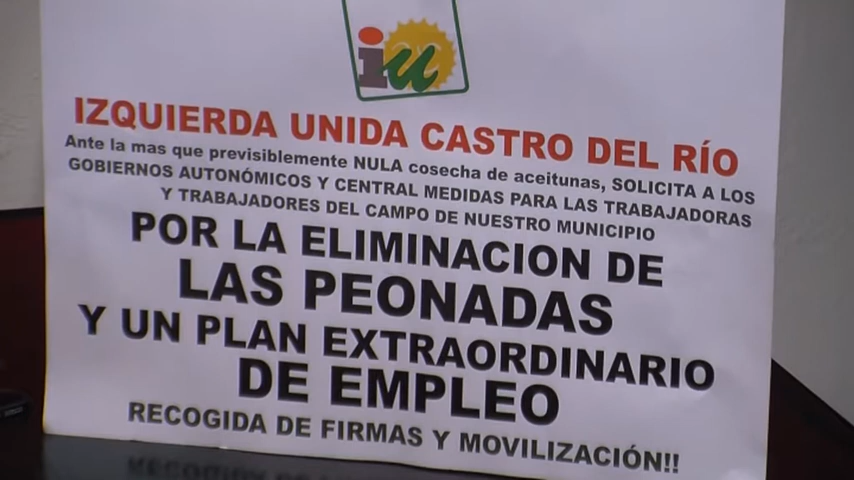 iu
IZQUIERDA UNIDA CASTRO DEL RÍO
Ante la mas que previsiblemente NULA cosecha de aceitunas, SOLICITA A LOS
GOBIERNOS AUTONÓMICOS Y CENTRAL MEDIDAS PARA LAS TRABAJADORAS
Y TRABAJADORES DEL CAMPO DE NUESTRO MUNICIPIO
POR LA ELIMINACION DE
LAS PEONADAS
Y UN PLAN EXTRAORDINARIO
DE EMPLEO
RECOGIDA DE FIRMAS Y MOVILIZACIÓN!!